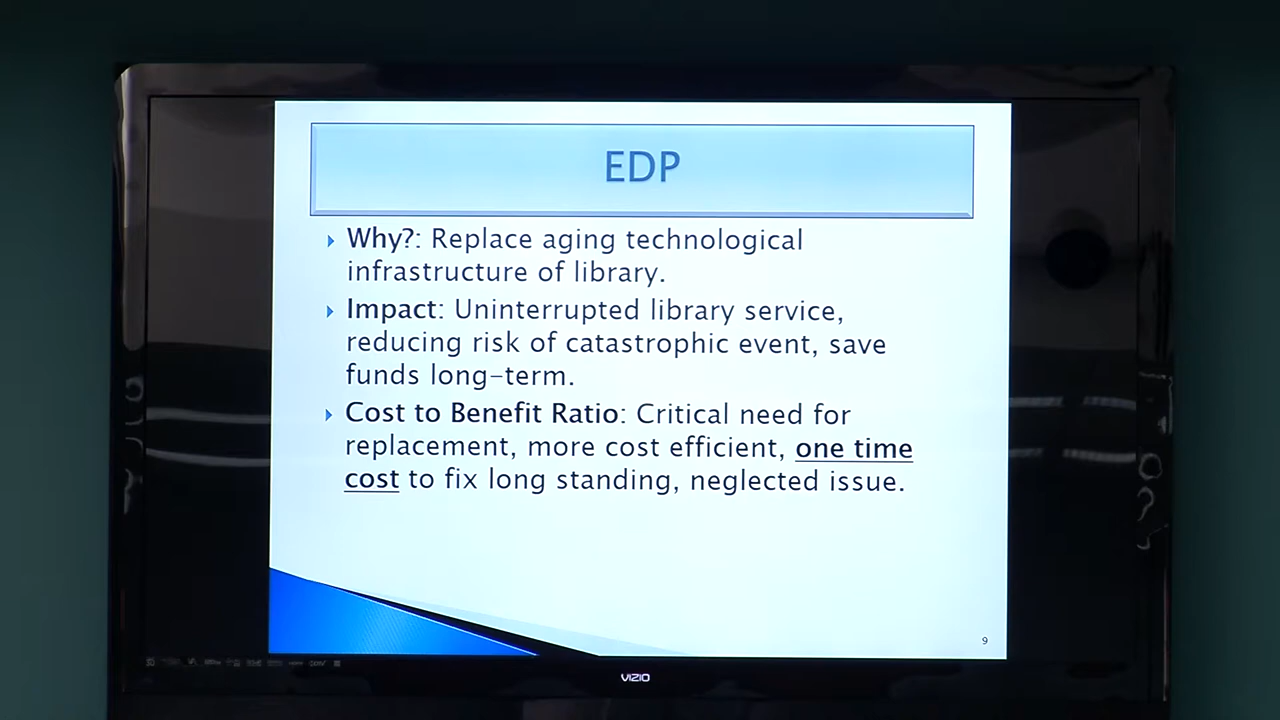 EDP
Why?: Replace aging technological
infrastructure of library.
Impact: Uninterrupted library service,
reducing risk of catastrophic event, save
funds long-term.
Cost to Benefit Ratio: Critical need for
replacement, more cost efficient, one time
cost to fix long standing, neglected issue.
9
VIZIO